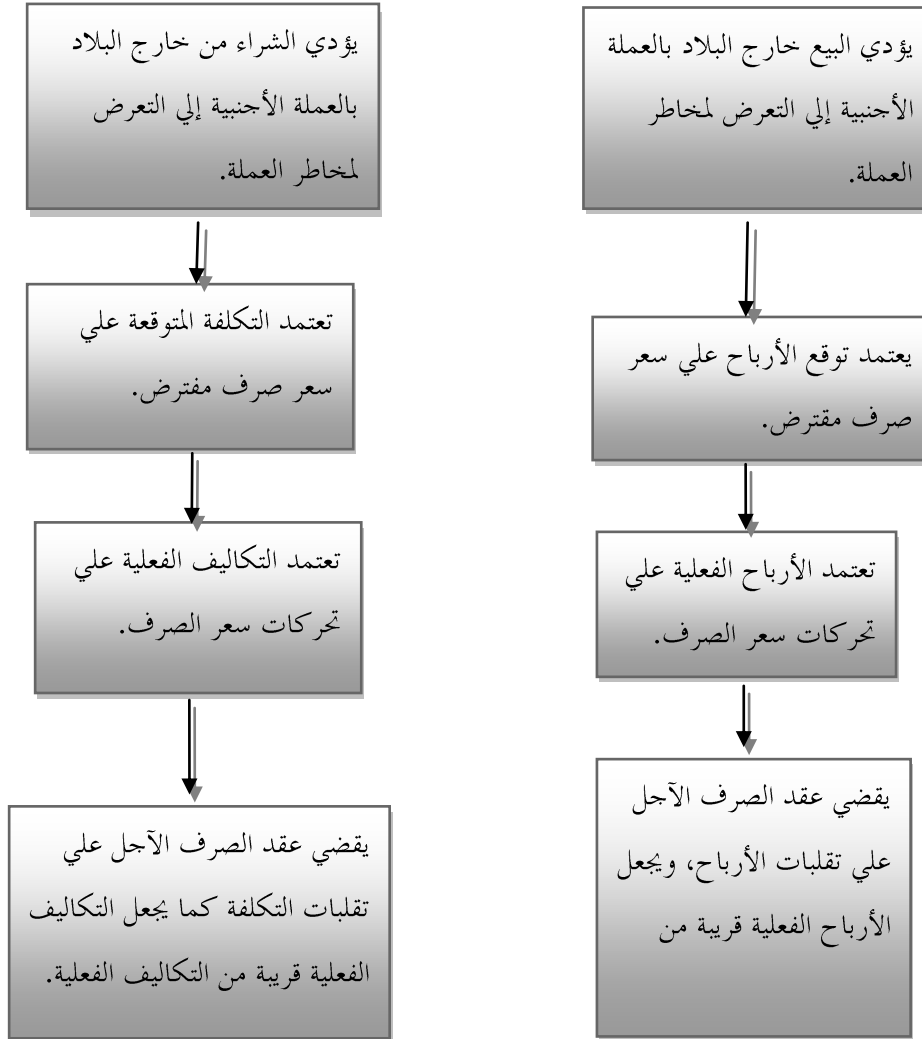 يؤدي البيع خارج البلاد بالعملة
الأجنبية إلي التعرض لمخاطر
العملة.
يعتمد توقع الأرباح علي سعر
صرف مقترض.
تعتمد الأرباح الفعلية علي
تحركات سعر الصرف.
يقضي عقد الصرف الآجل
علي تقلبات الأرباح، ويجعل
الأرباح الفعلية قريبة من
يؤدي الشراء من خارج البلاد
بالعملة الأجنبية إلي التعرض
لمخاطر العملة.
تعتمد التكلفة المتوقعة علي
سعر صرف مفترض.
تعتمد التكاليف الفعلية علي
تحركات سعر الصرف.
يقضي عقد الصرف الآجل علي
تقلبات التكلفة كما يجعل التكاليف
الفعلية قريبة من التكاليف الفعلية.